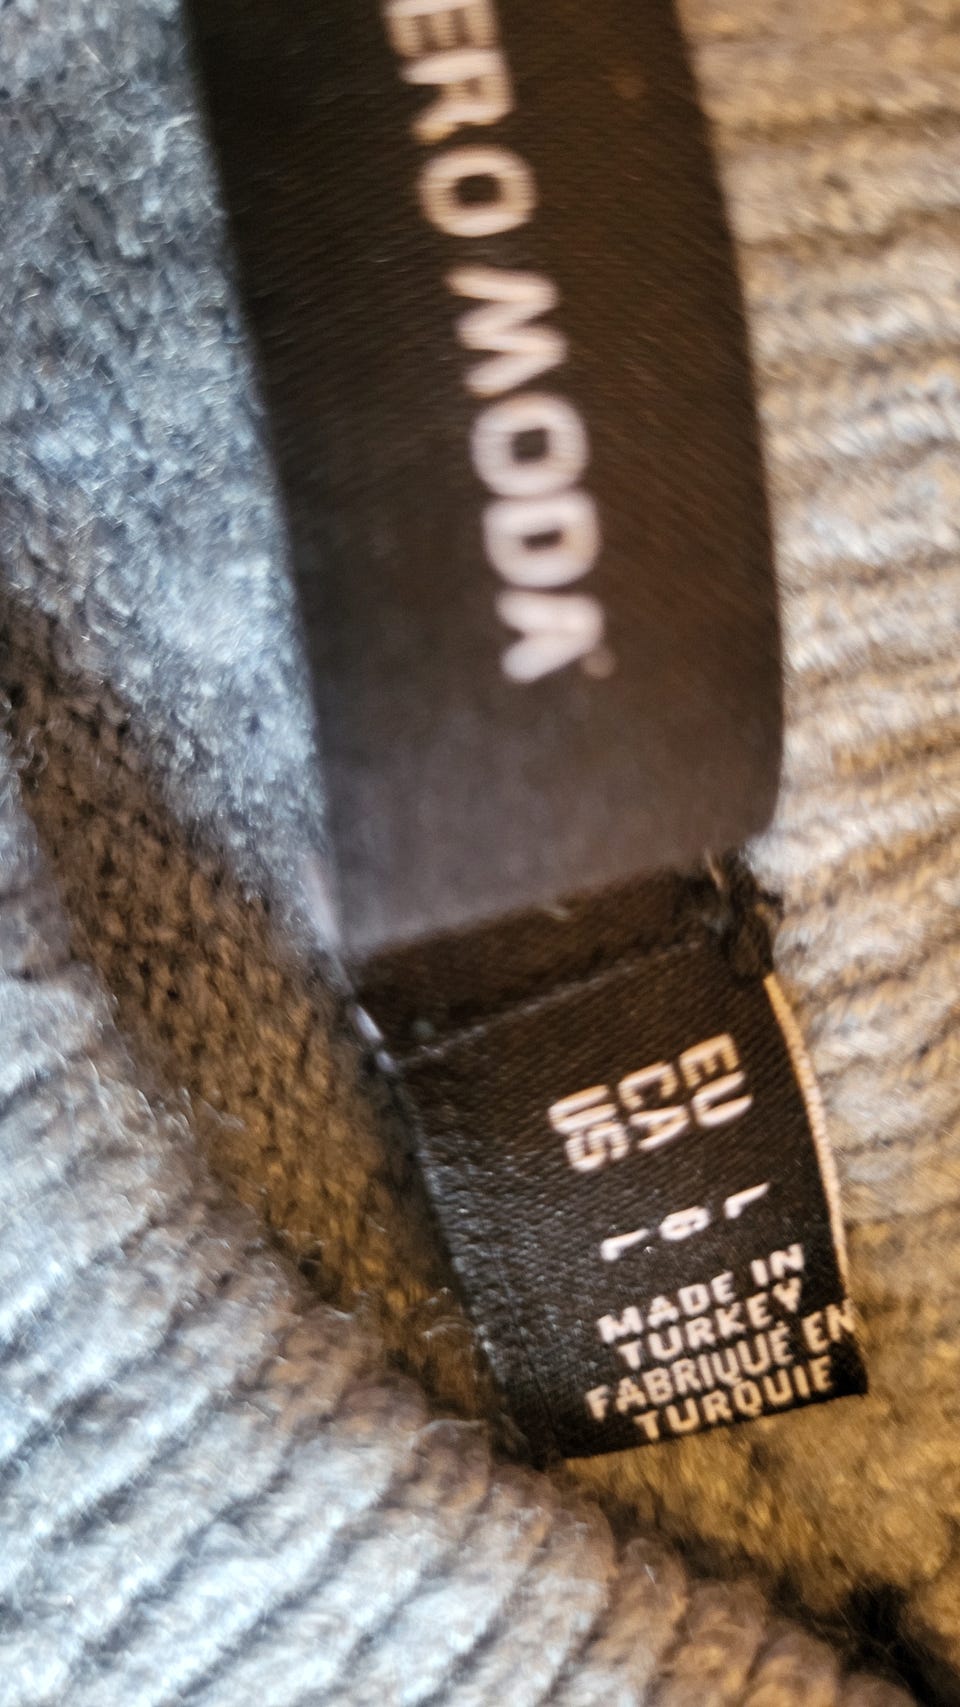 ERO MODA
EU L
CA G
US L
MADE IN
TURKEY
FABRIQUÉ EN
TURQUIE